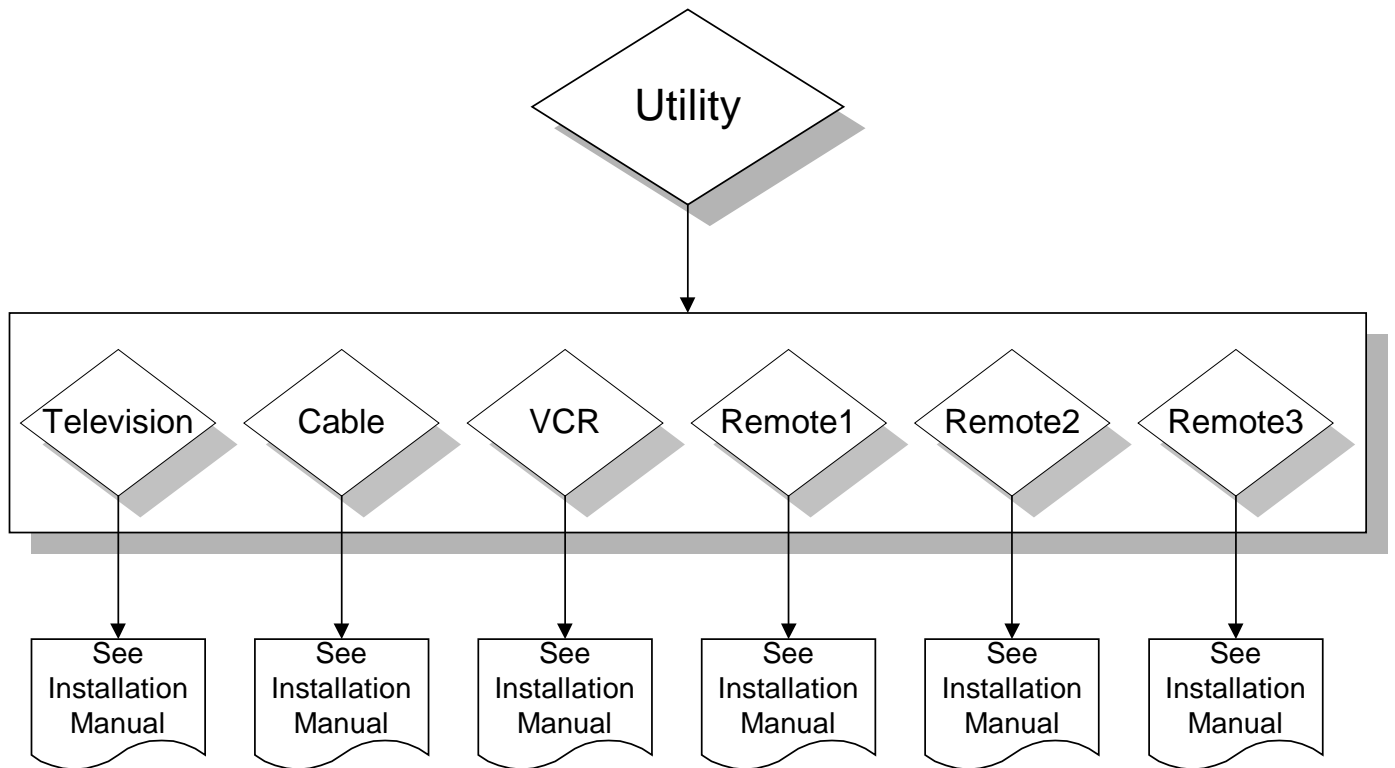 Utility
Television
Cable
VCR
Remote1
Remote2
Remote3
See
Installation
Manual
See
Installation
Manual
See
Installation
Manual
See
Installation
Manual
See
Installation
Manual
See
Installation
Manual